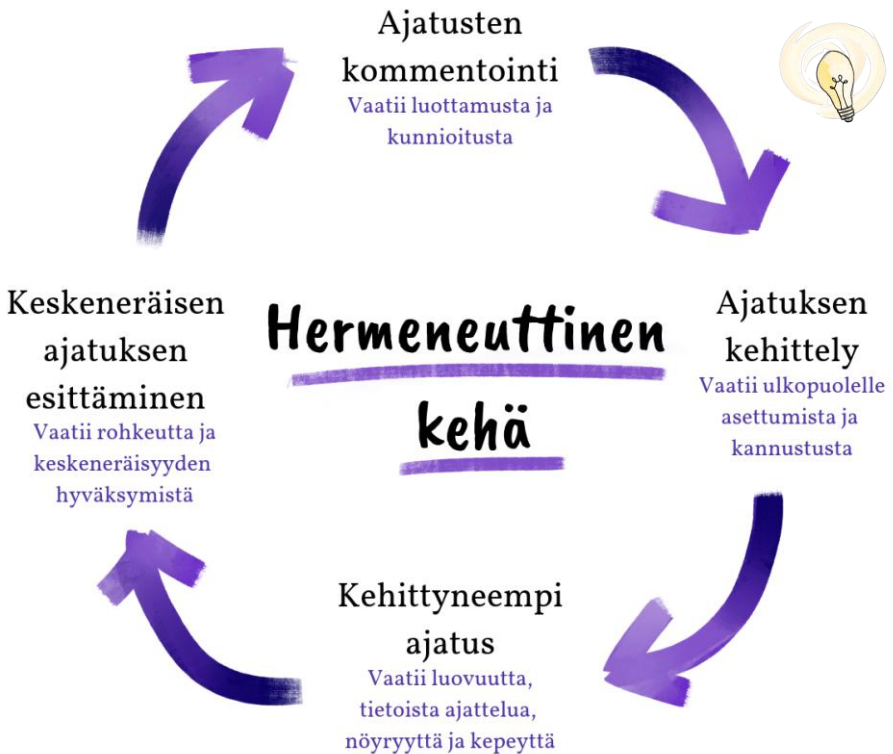 Ajatusten
kommentointi
Vaatii luottamusta ja
kunnioitusta
Keskeneräisen
ajatuksen
esittäminen
Vaatii rohkeutta ja
keskeneräisyyden
hyväksymistä
Hermeneuttinen
kehä
Ajatuksen
kehittely
Vaatii ulkopuolelle
asettumista ja
kannustusta
Kehittyneempi
ajatus
Vaatii luovuutta,
tietoista ajattelua,
nöyryyttä ja kepeyttä